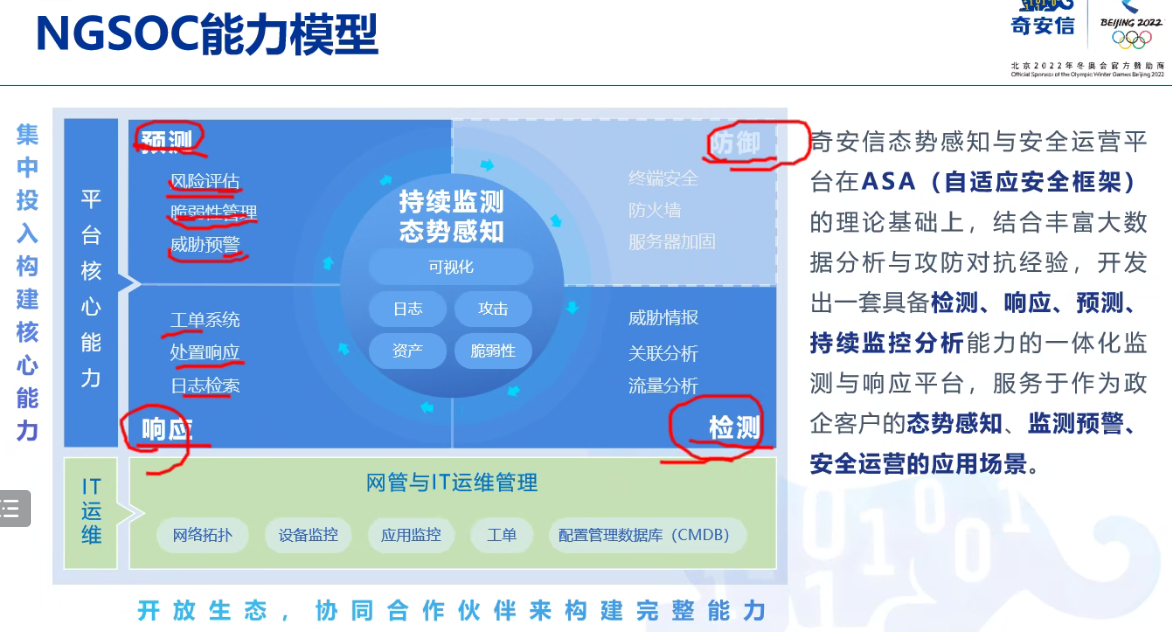 NGSOC能力模型
奇安信
BEIJING 2022
北京2022年冬奥会官方赞助商
Official Sponsor of the Olympic Winter Games Beijing 2022
集中投入构建核心能力
平台核心能力
预测
风险评估
脆弱性管理
威胁预警
防御
终端安全
防火墙
服务器加固
持续监测
态势感知
可视化
日志
攻击
资产
脆弱性
工单系统
处置响应
日志检索
响应
威胁情报
关联分析
流量分析
检测
IT运维
网管与IT运维管理
网络拓扑
设备监控
应用监控
工单
配置管理数据库（CMDB）
开放生态，协同合作伙伴来构建完整能力
奇安信态势感知与安全运营平
台在ASA（自适应安全框架）
的理论基础上，结合丰富大数
据分析与攻防对抗经验，开发
出一套具备检测、响应、预测、
持续监控分析能力的一体化监
测与响应平台，服务于作为政
企客户的态势感知、监测预警、
安全运营的应用场景。